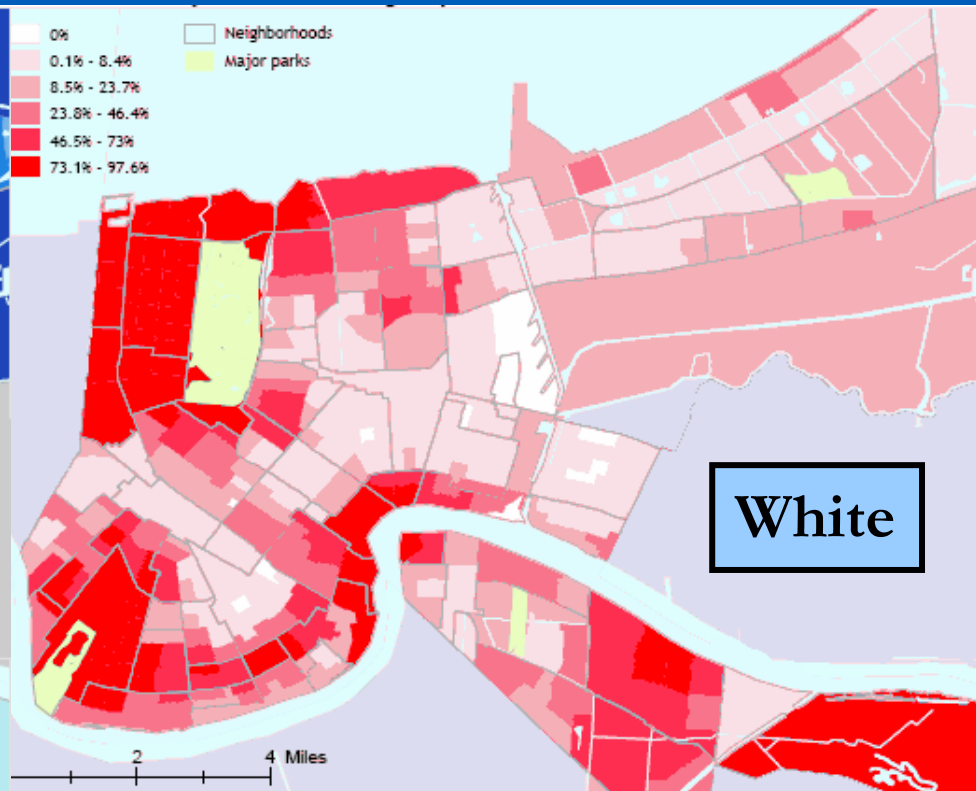 0%
0.1% - 8.4%
8.5% - 23.7%
23.8% - 46.4%
46.5% - 73%
73.1% - 97.6%
Neighborhoods
Major parks
White
2 4 Miles